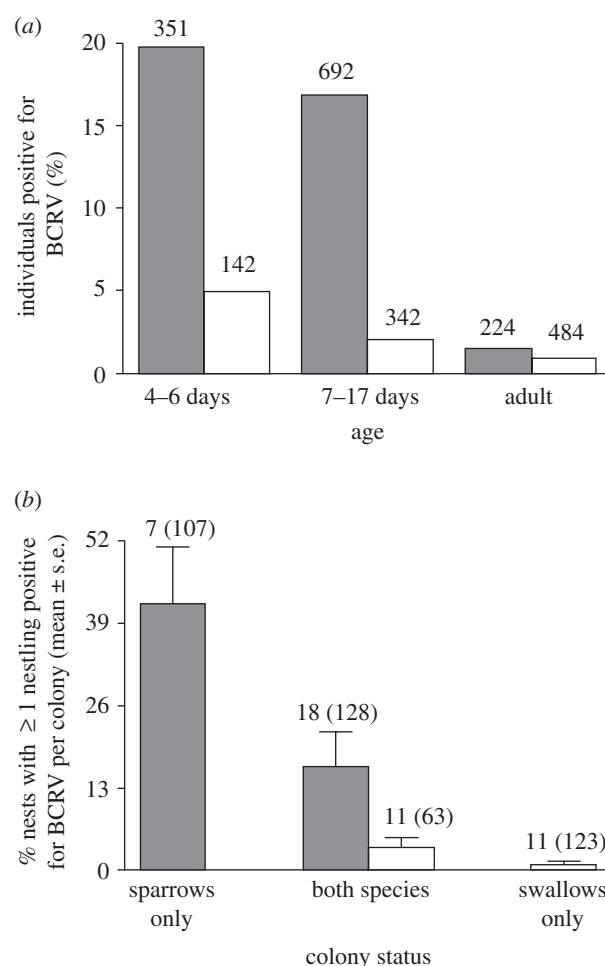 (a)
20
15
10
5
0
individuals positive for
BCRV (%)
351
142
692
342
224
484
4–6 days
7–17 days
adult
age
(b)
52
39
26
13
0
% nests with ≥ 1 nestling positive
for BCRV per colony (mean ± s.e.)
7 (107)
18 (128)
11 (63)
11 (123)
sparrows
only
both species
swallows
only
colony status